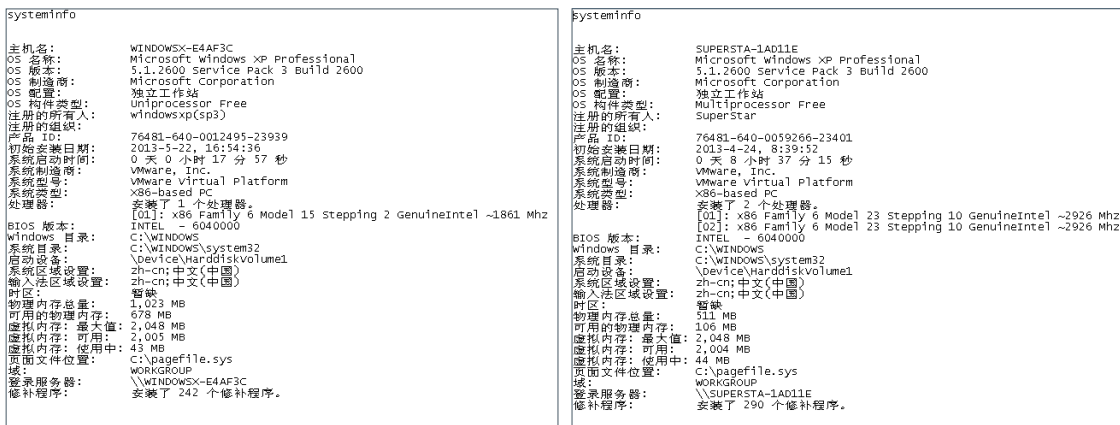 systeminfo
主机名: WINDOWSX-E4AF3C
OS 名称: Microsoft Windows XP Professional
OS 版本: 5.1.2600 Service Pack 3 Build 2600
OS 制造商: Microsoft Corporation
OS 配置: 独立工作站
OS 构件类型: Uniprocessor Free
注册的所有人: windowsxp(sp3)
注册的组织:
产品 ID: 76481-640-0012495-23939
初始安装日期: 2013-5-22, 16:54:36
系统启动时间: 0 天 0 小时 17 分 57 秒
系统制造商: VMware, Inc.
系统型号: VMware Virtual Platform
系统类型: X86-based PC
处理器: 安装了 1 个处理器。
[01]: x86 Family 6 Model 15 Stepping 2 GenuineIntel ~1861 Mhz
BIOS 版本: INTEL - 6040000
Windows 目录: C:\WINDOWS
系统目录: C:\WINDOWS\system32
启动设备: \Device\HarddiskVolume1
系统区域设置: zh-cn;中文(中国)
输入法区域设置: zh-cn;中文(中国)
时区: 暂缺
物理内存总量: 1,023 MB
可用的物理内存: 678 MB
虚拟内存: 最大值: 2,048 MB
虚拟内存: 可用: 2,005 MB
虚拟内存: 使用中: 43 MB
页面文件位置: C:\pagefile.sys
域: WORKGROUP
登录服务器: \\WINDOWSX-E4AF3C
修补程序: 安装了 242 个修补程序。
systeminfo
主机名: SUPERSTA-1AD11E
OS 名称: Microsoft Windows XP Professional
OS 版本: 5.1.2600 Service Pack 3 Build 2600
OS 制造商: Microsoft Corporation
OS 配置: 独立工作站
OS 构件类型: Multiprocessor Free
注册的所有人: SuperStar
注册的组织:
产品 ID: 76481-640-0059266-23401
初始安装日期: 2013-4-24, 8:39:52
系统启动时间: 0 天 8 小时 37 分 15 秒
系统制造商: VMware, Inc.
系统型号: VMware Virtual Platform
系统类型: X86-based PC
处理器: 安装了 2 个处理器。
[01]: x86 Family 6 Model 23 Stepping 10 GenuineIntel ~2926 Mhz
[02]: x86 Family 6 Model 23 Stepping 10 GenuineIntel ~2926 Mhz
BIOS 版本: INTEL - 6040000
Windows 目录: C:\WINDOWS
系统目录: C:\WINDOWS\system32
启动设备: \Device\HarddiskVolume1
系统区域设置: zh-cn;中文(中国)
输入法区域设置: zh-cn;中文(中国)
时区: 暂缺
物理内存总量: 511 MB
可用的物理内存: 106 MB
虚拟内存: 最大值: 2,048 MB
虚拟内存: 可用: 2,004 MB
虚拟内存: 使用中: 44 MB
页面文件位置: C:\pagefile.sys
域: WORKGROUP
登录服务器: \\SUPERSTA-1AD11E
修补程序: 安装了 290 个修补程序。